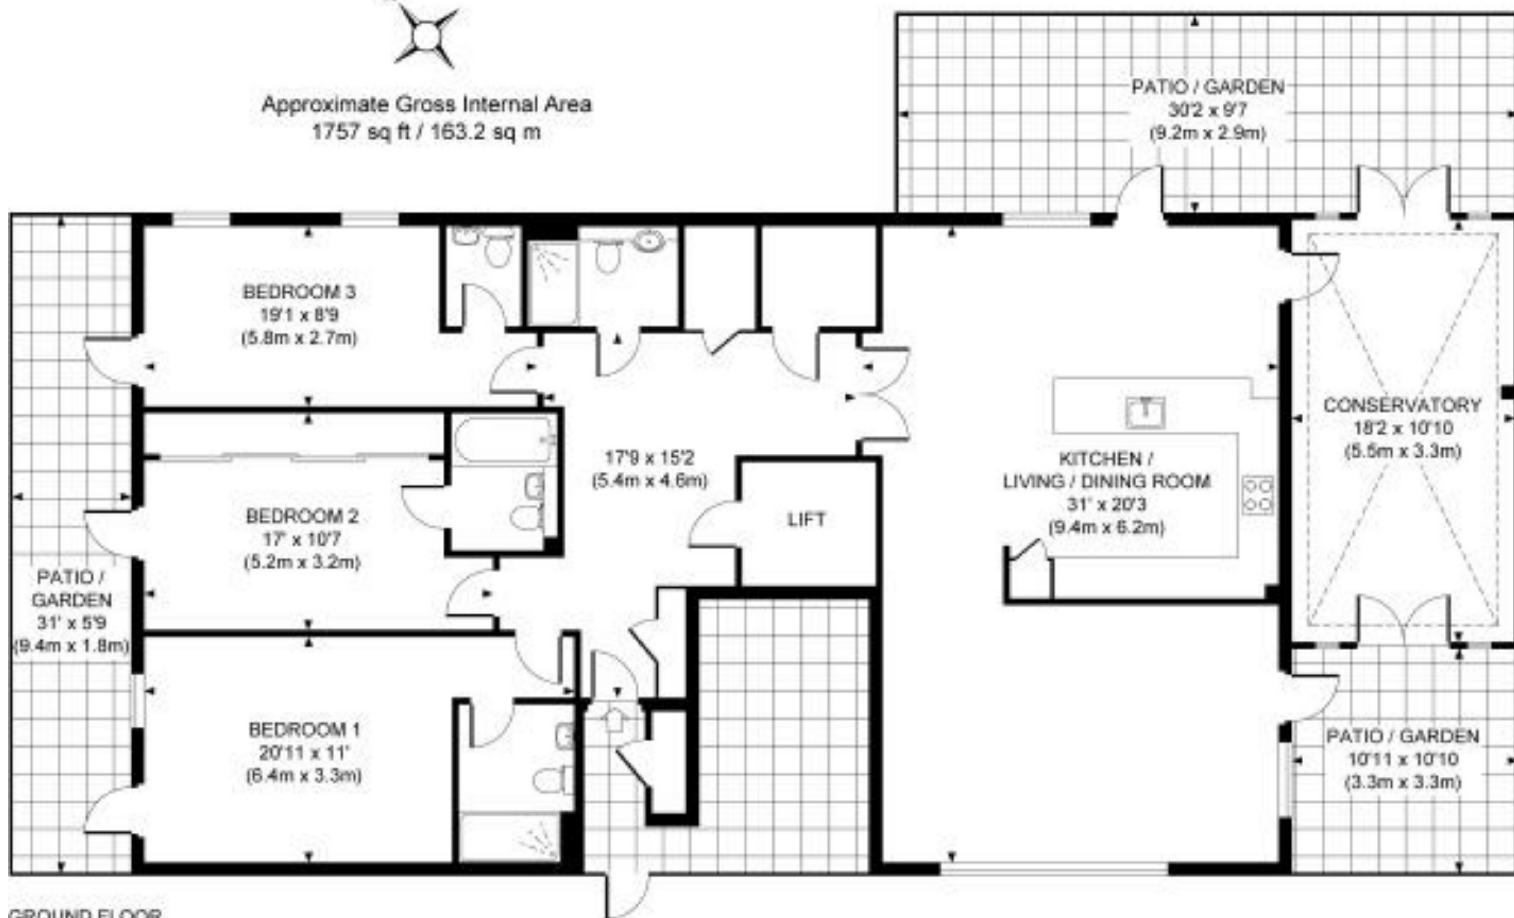 Approximate Gross Internal Area
1757 sq ft / 163.2 sq m
PATIO / GARDEN
30'2 x 9'7
(9.2m x 2.9m)
BEDROOM 3
19'1 x 8'9
(5.8m x 2.7m)
CONSERVATORY
18'2 x 10'10
(5.5m x 3.3m)
17'9 x 15'2
(5.4m x 4.6m)
KITCHEN /
LIVING / DINING ROOM
31' x 20'3
(9.4m x 6.2m)
LIFT
BEDROOM 2
17' x 10'7
(5.2m x 3.2m)
PATIO /
GARDEN
31' x 5'9
(9.4m x 1.8m)
BEDROOM 1
20'11 x 11'
(6.4m x 3.3m)
PATIO / GARDEN
10'11 x 10'10
(3.3m x 3.3m)
GROUND FLOOR